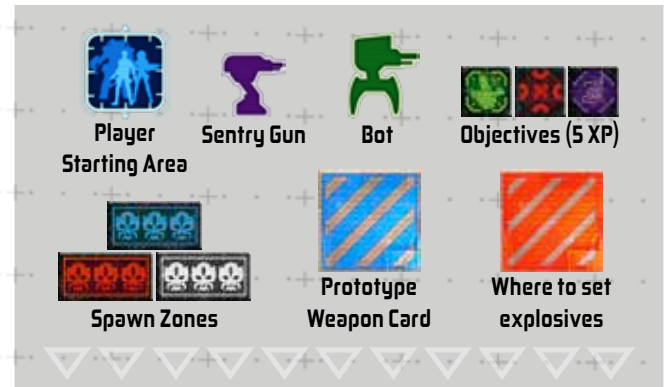 Player
Starting Area
Sentry Gun
Bot
Objectives (5 XP)
Spawn Zones
Prototype
Weapon Card
Where to set
explosives